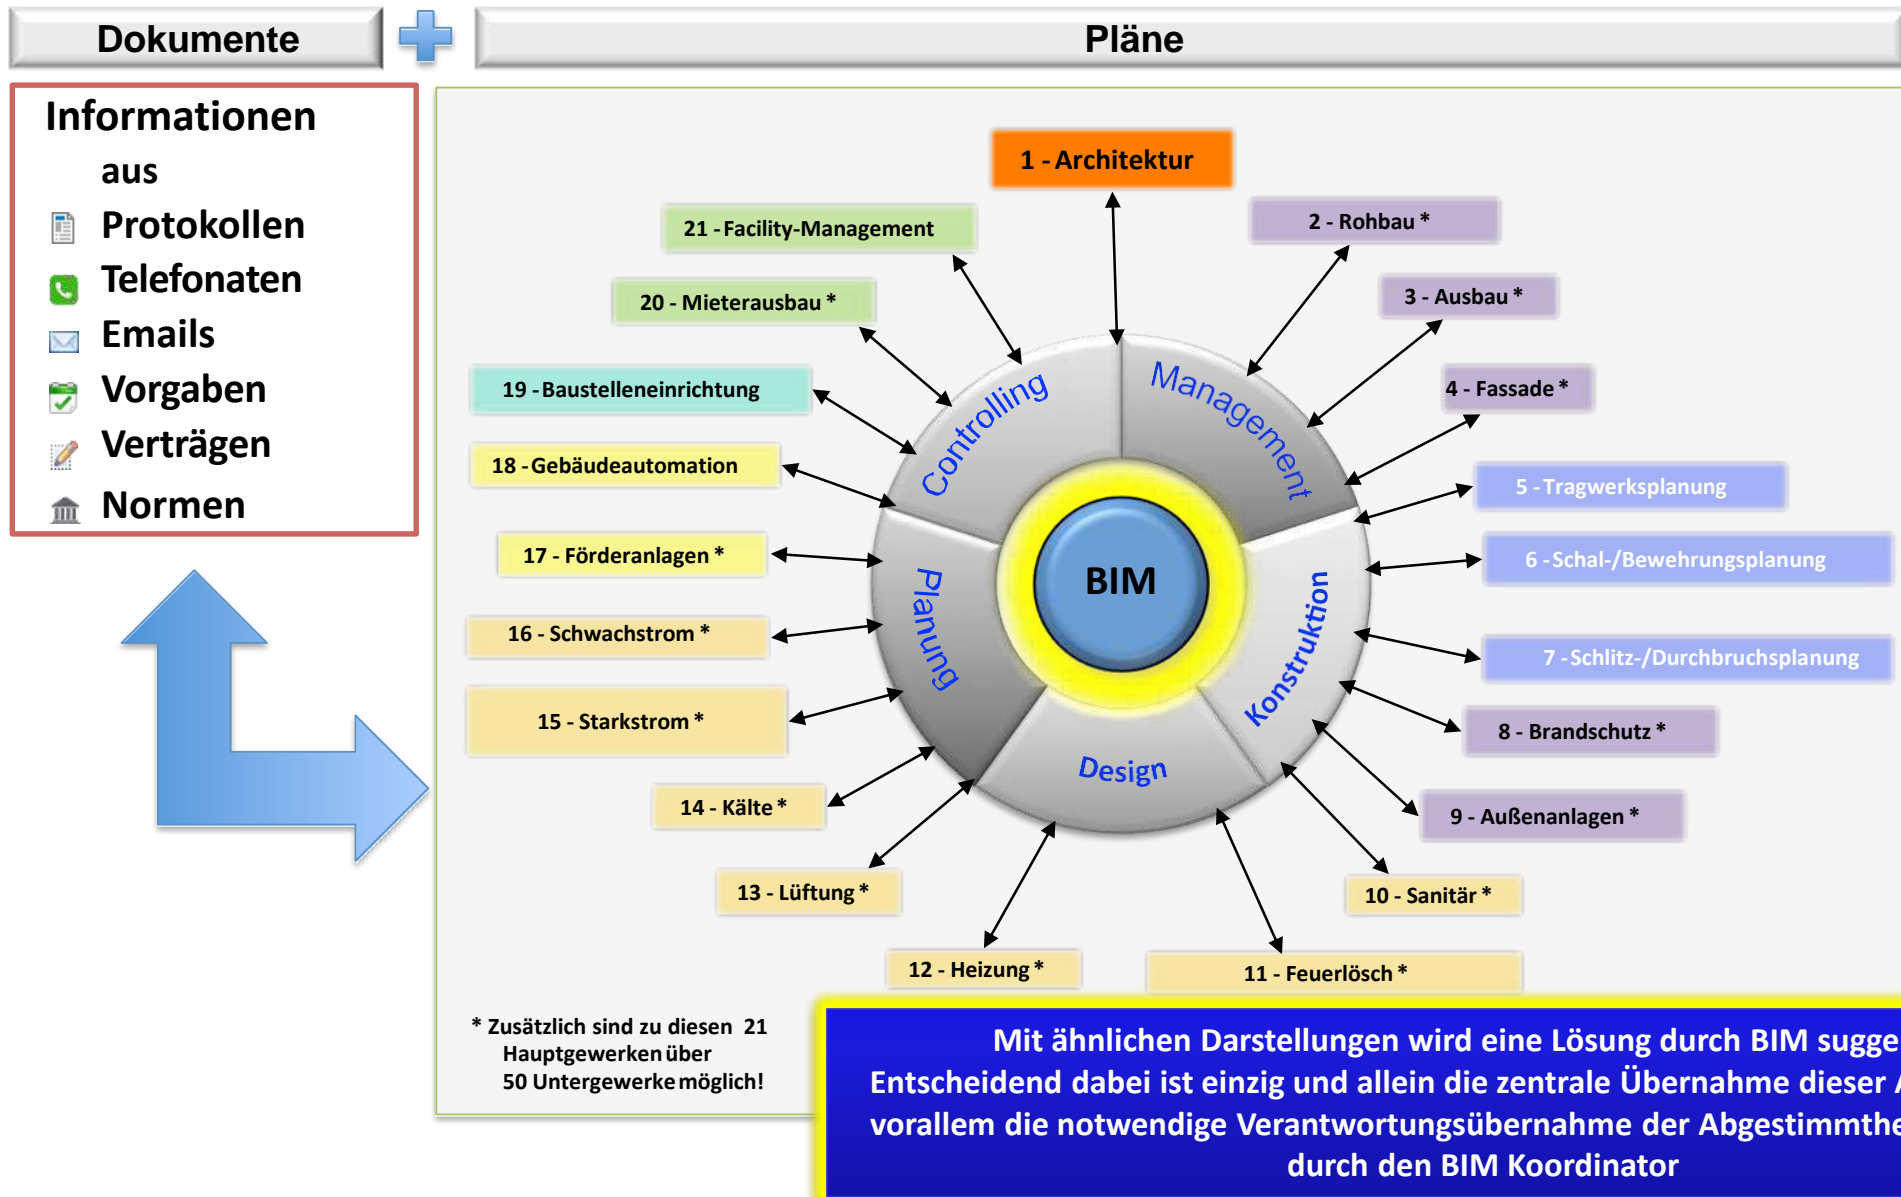 Dokumente
Pläne
Informationen
aus
Protokollen
Telefonaten
Emails
Vorgaben
Verträgen
Normen
1 - Architektur
2 - Rohbau *
3 - Ausbau *
4 - Fassade *
5 - Tragwerksplanung
6 - Schal-/Bewehrungsplanung
7 - Schlitz-/Durchbruchsplanung
8 - Brandschutz *
9 - Außenanlagen *
10 - Sanitär *
11 - Feuerlösch *
12 - Heizung *
13 - Lüftung *
14 - Kälte *
15 - Starkstrom *
16 - Schwachstrom *
17 - Förderanlagen *
18 - Gebäudeautomation
19 - Baustelleneinrichtung
20 - Mieterausbau *
21 - Facility-Management
Controlling
Management
Konstruktion
Design
Planung
BIM
* Zusätzlich sind zu diesen 21
Hauptgewerken über
50 Untergewerke möglich!
Mit ähnlichen Darstellungen wird eine Lösung durch BIM
Entscheidend dabei ist einzig und allein die zentrale Übernahme dieser
vorallem die notwendige Verantwortungsübernahme der
durch den BIM Koordinator